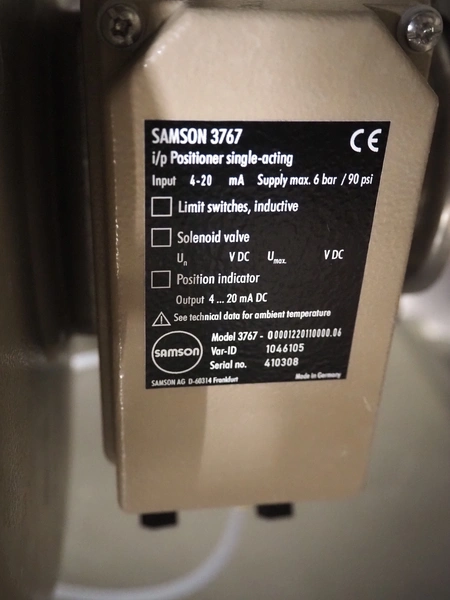 SAMSON 3767
CE
i/p Positioner single-acting
Input 4-20 mA Supply max. 6 bar / 90 psi
Limit switches, inductive
Solenoid valve
Un V DC Umax. V DC
Position indicator
Output 4 ... 20 mA DC
See technical data for ambient temperature
Model 3767 - 00001220110000.06
Var-ID 1046105
Serial no. 410308
SAMSON
SAMSON AG D-60314 Frankfurt Made in Germany